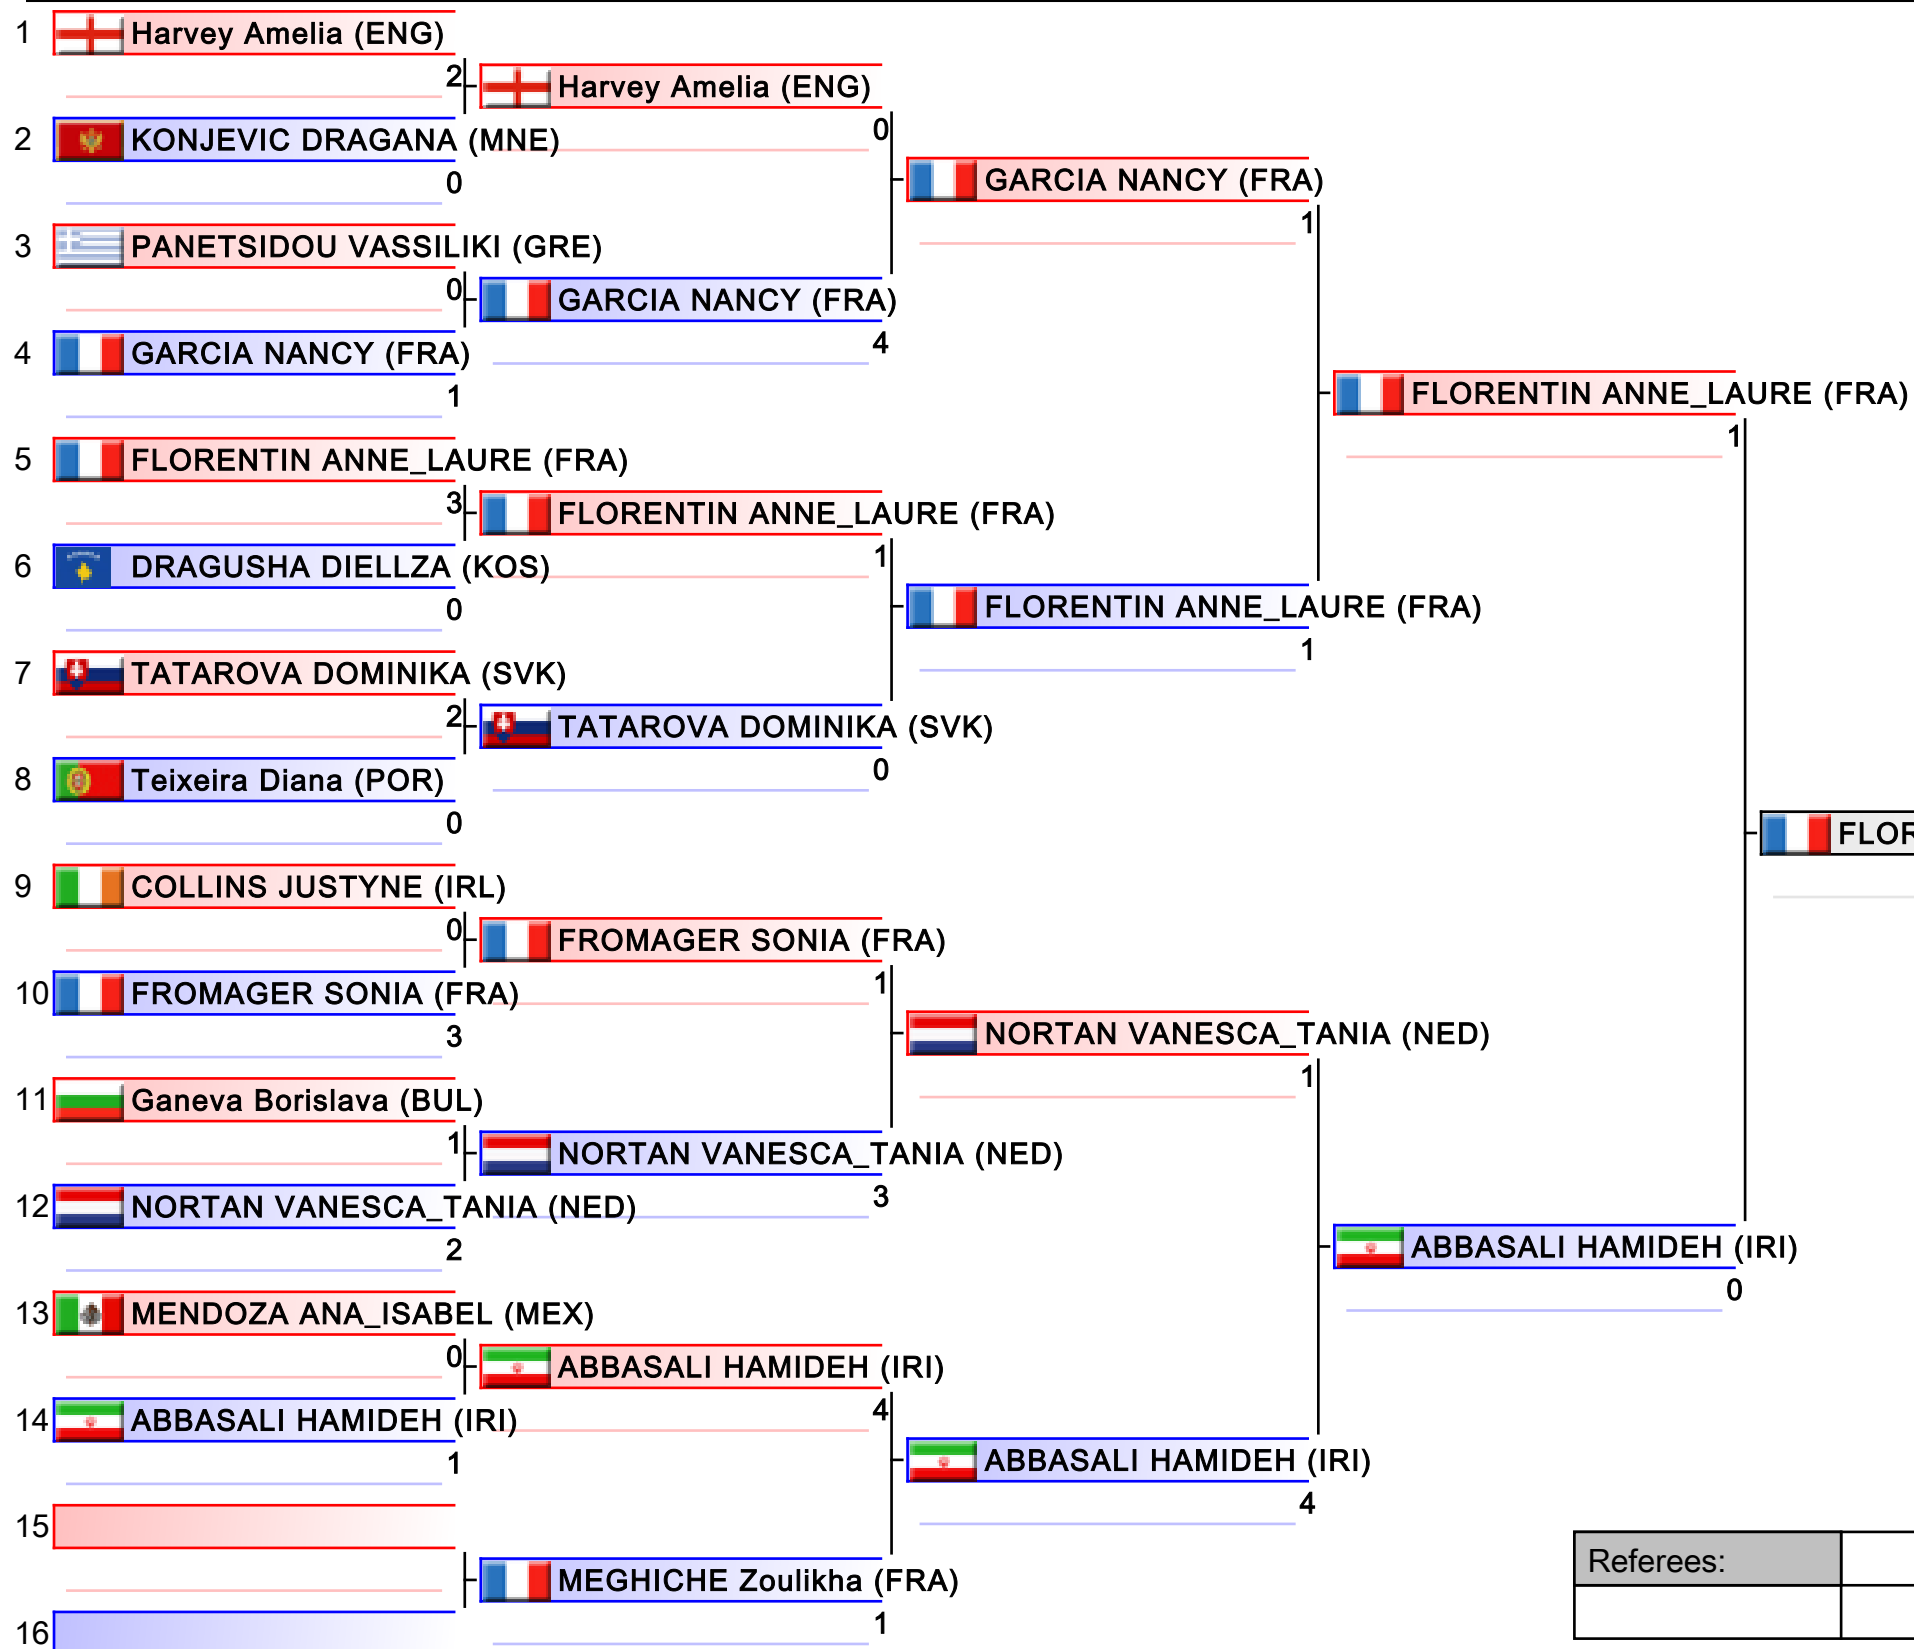 1 Harvey Amelia (ENG)
2 Harvey Amelia (ENG)
0
2 KONJEVIC DRAGANA (MNE)
0
GARCIA NANCY (FRA)
1
3 PANETSIDOU VASSILIKI (GRE)
0 GARCIA NANCY (FRA)
4
4 GARCIA NANCY (FRA)
1
FLORENTIN ANNE_LAURE (FRA)
1
5 FLORENTIN ANNE_LAURE (FRA)
3 FLORENTIN ANNE_LAURE (FRA)
1
6 DRAGUSHA DIELLZA (KOS)
0
FLORENTIN ANNE_LAURE (FRA)
1
7 TATAROVA DOMINIKA (SVK)
2 TATAROVA DOMINIKA (SVK)
0
8 Teixeira Diana (POR)
0
FLOR
9 COLLINS JUSTYNE (IRL)
0 FROMAGER SONIA (FRA)
1
10 FROMAGER SONIA (FRA)
3
NORTAN VANESCA_TANIA (NED)
1
11 Ganeva Borislava (BUL)
1 NORTAN VANESCA_TANIA (NED)
3
12 NORTAN VANESCA_TANIA (NED)
2
ABBASALI HAMIDEH (IRI)
0
13 MENDOZA ANA_ISABEL (MEX)
0 ABBASALI HAMIDEH (IRI)
4
14 ABBASALI HAMIDEH (IRI)
1
ABBASALI HAMIDEH (IRI)
4
15
MEGHICHE Zoulikha (FRA)
1
16
Referees: